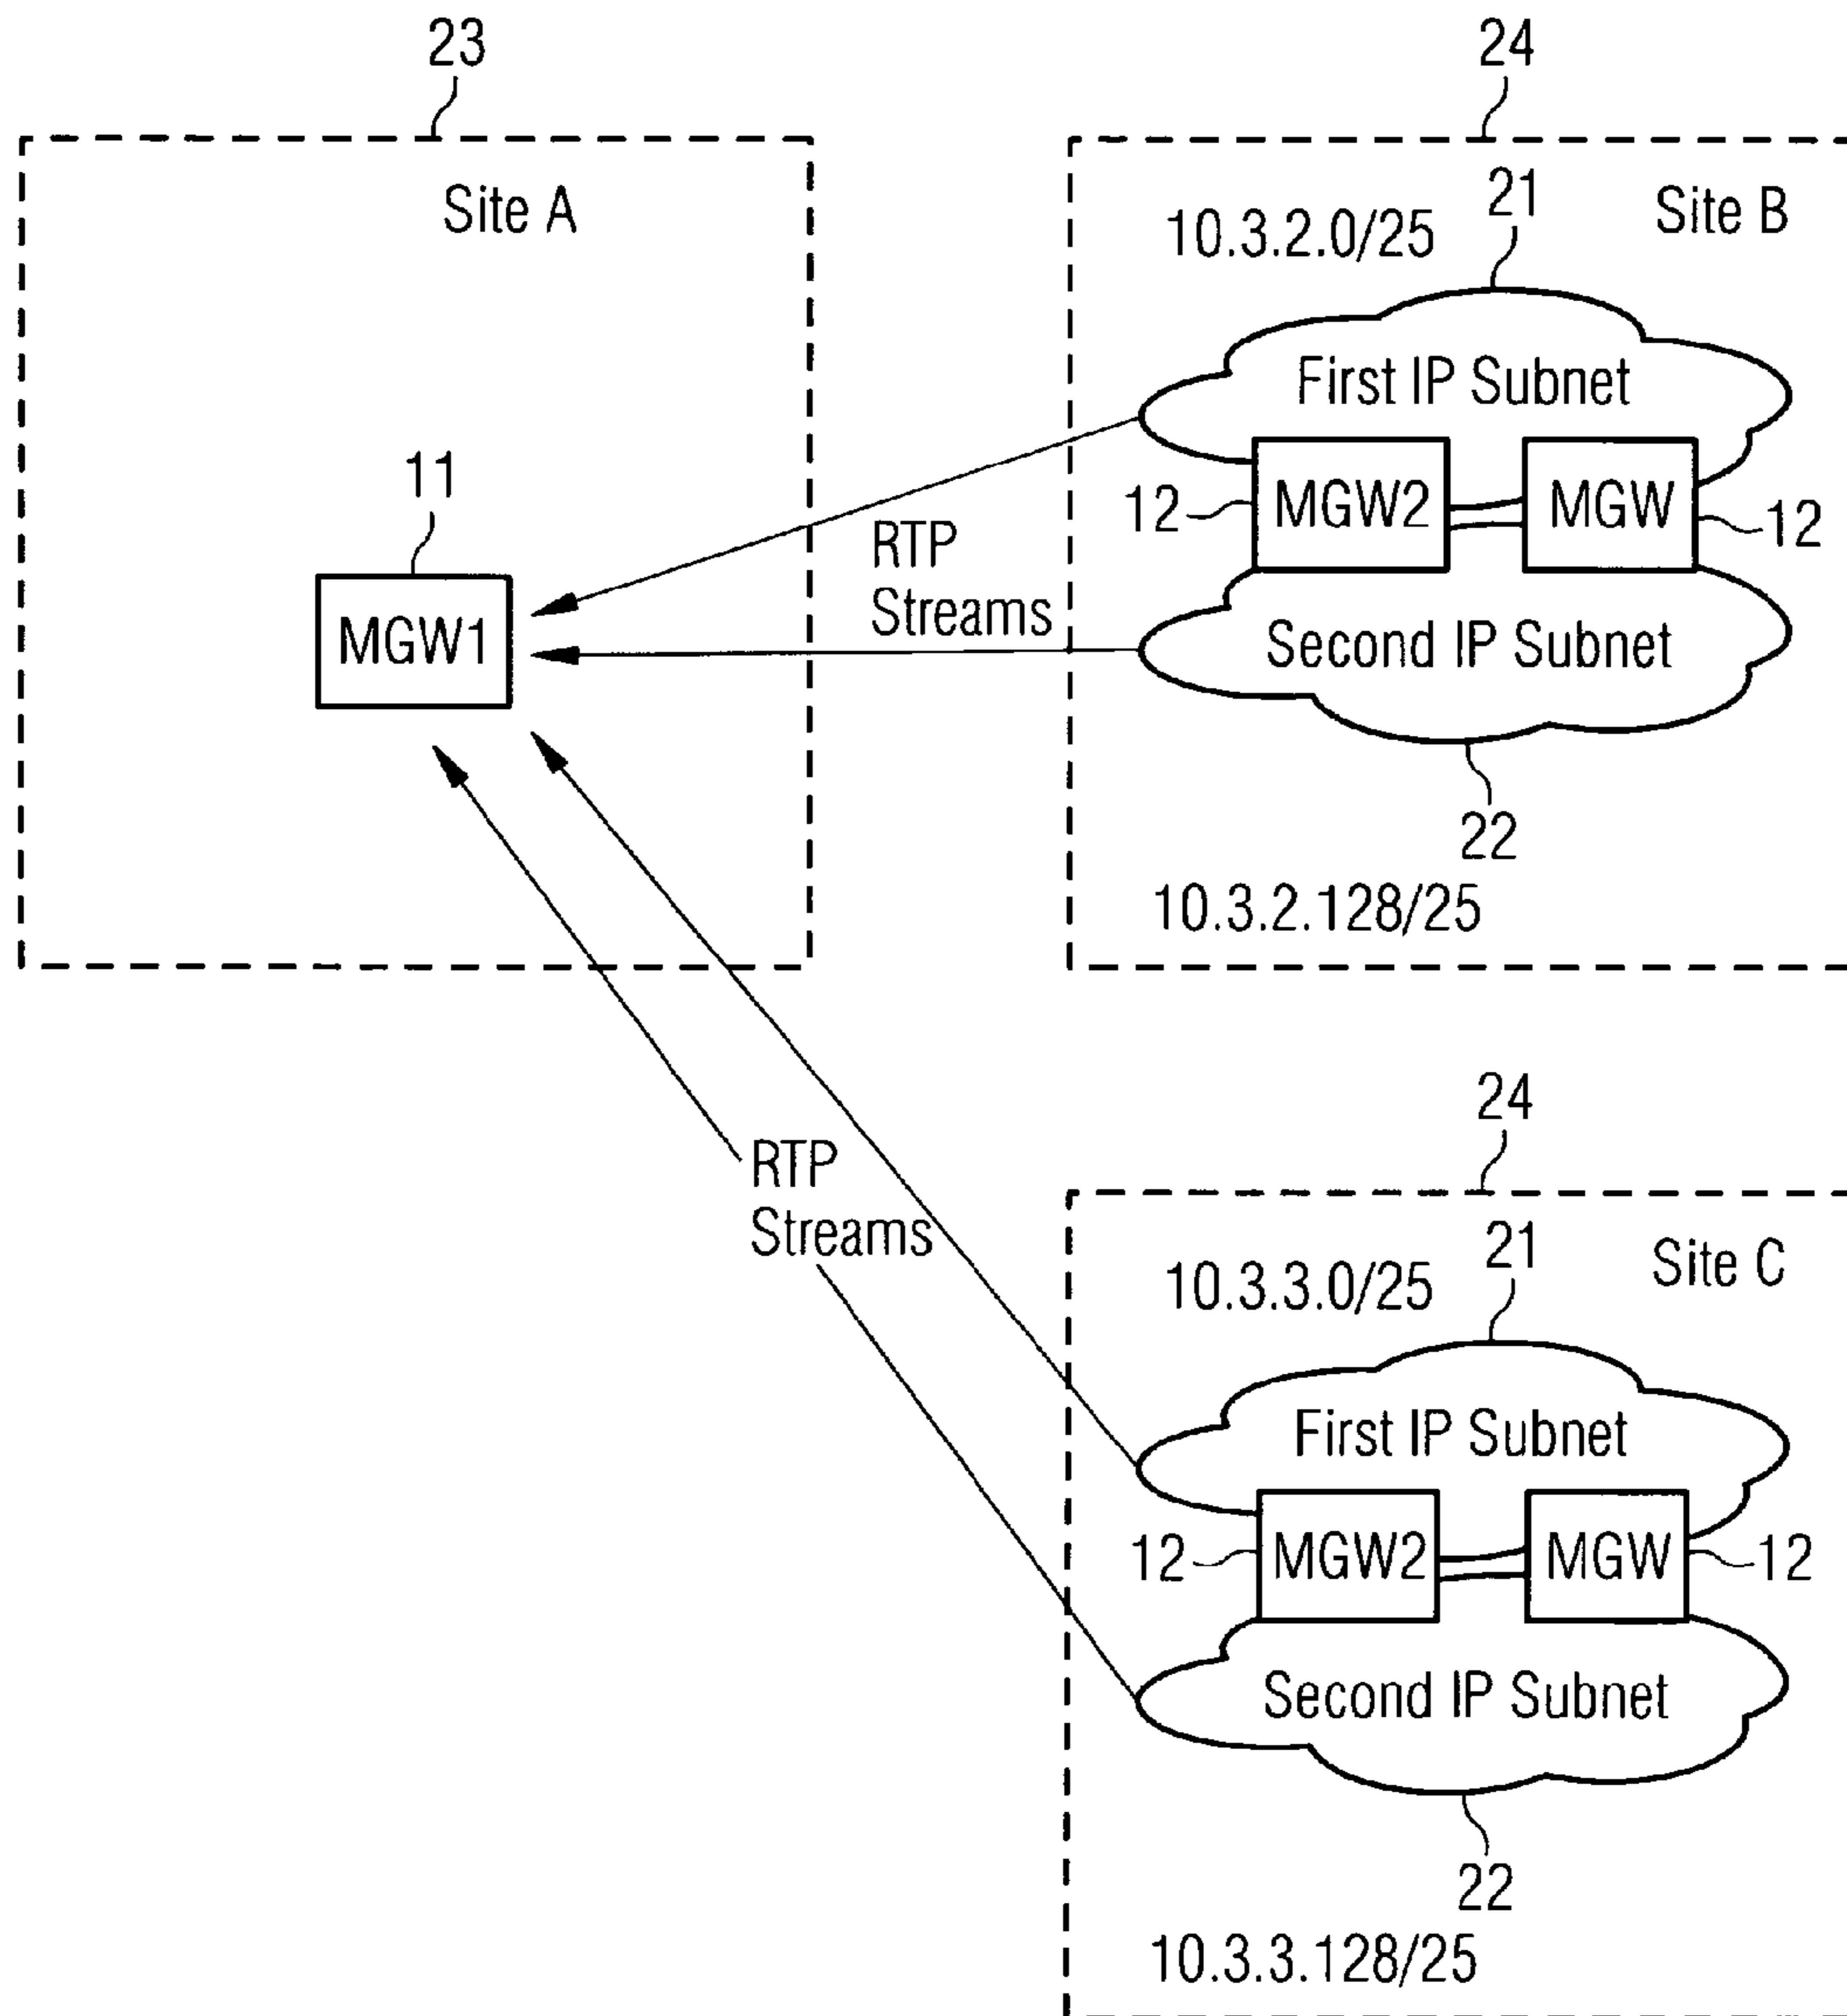 23
24
Site A
10.3.2.0/25
21
Site B
First IP Subnet
11
12
MGW2
MGW
12
RTP
Streams
MGW1
Second IP Subnet
22
10.3.2.128/25
24
RTP
Streams
10.3.3.0/25
21
Site C
First IP Subnet
12
MGW2
MGW
12
Second IP Subnet
22
10.3.3.128/25